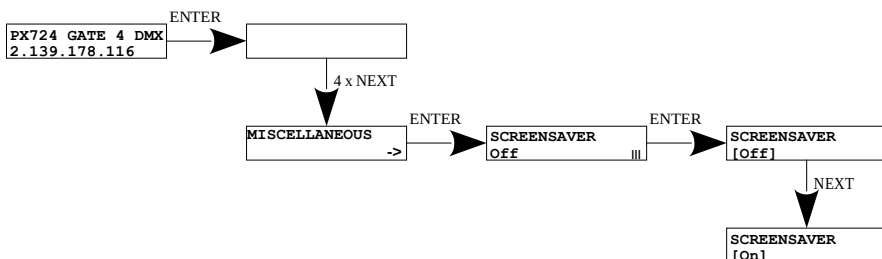 ENTER
PX724 GATE 4 DMX
2.139.178.116
4 x NEXT
MISCELLANEOUS
->
ENTER
SCREENSAVER
Off
ENTER
SCREENSAVER
[Off]
NEXT
SCREENSAVER
[On]